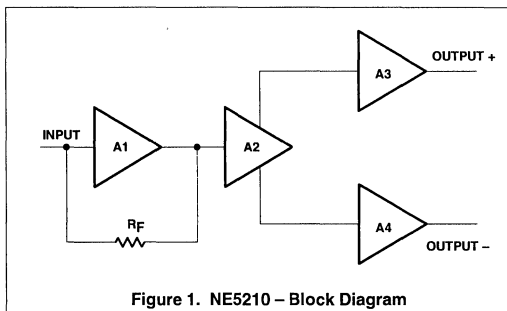 OUTPUT +
A3
INPUT
A1
A2
RF
A4
OUTPUT –
Figure 1. NE5210 – Block Diagram